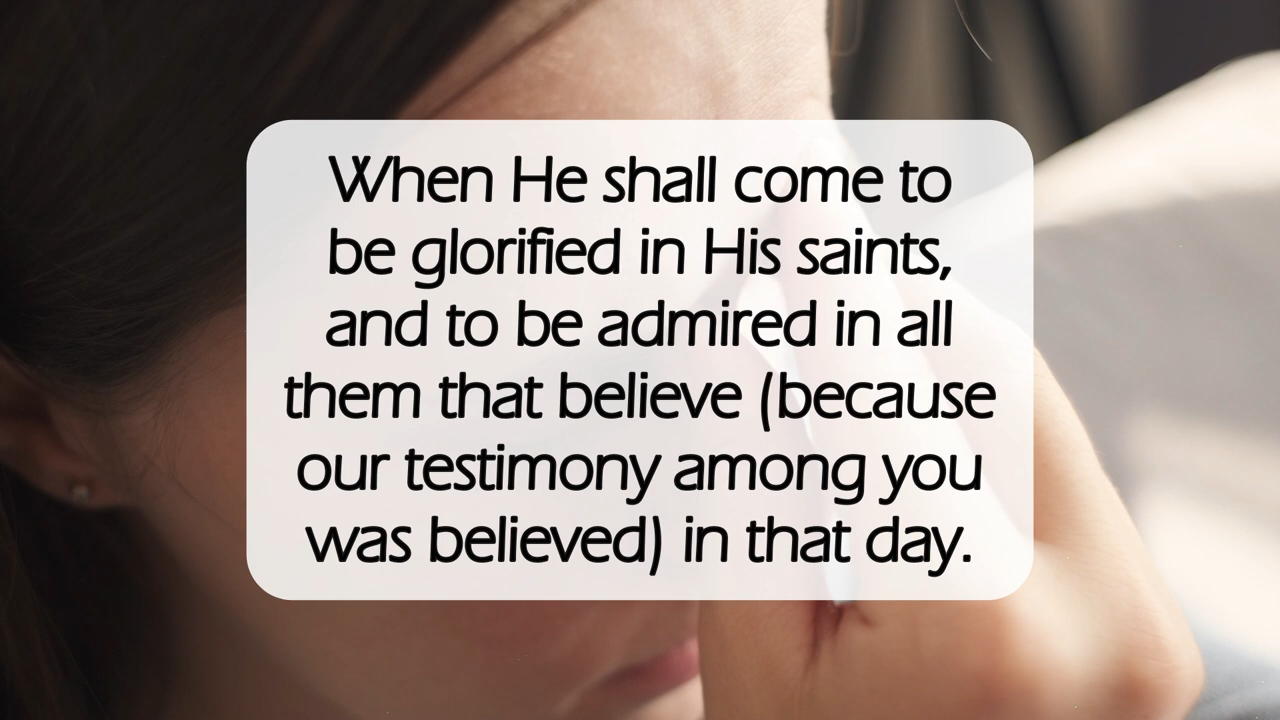 When He shall come to
be glorified in His saints,
and to be admired in all
them that believe (because
our testimony among you
was believed) in that day.